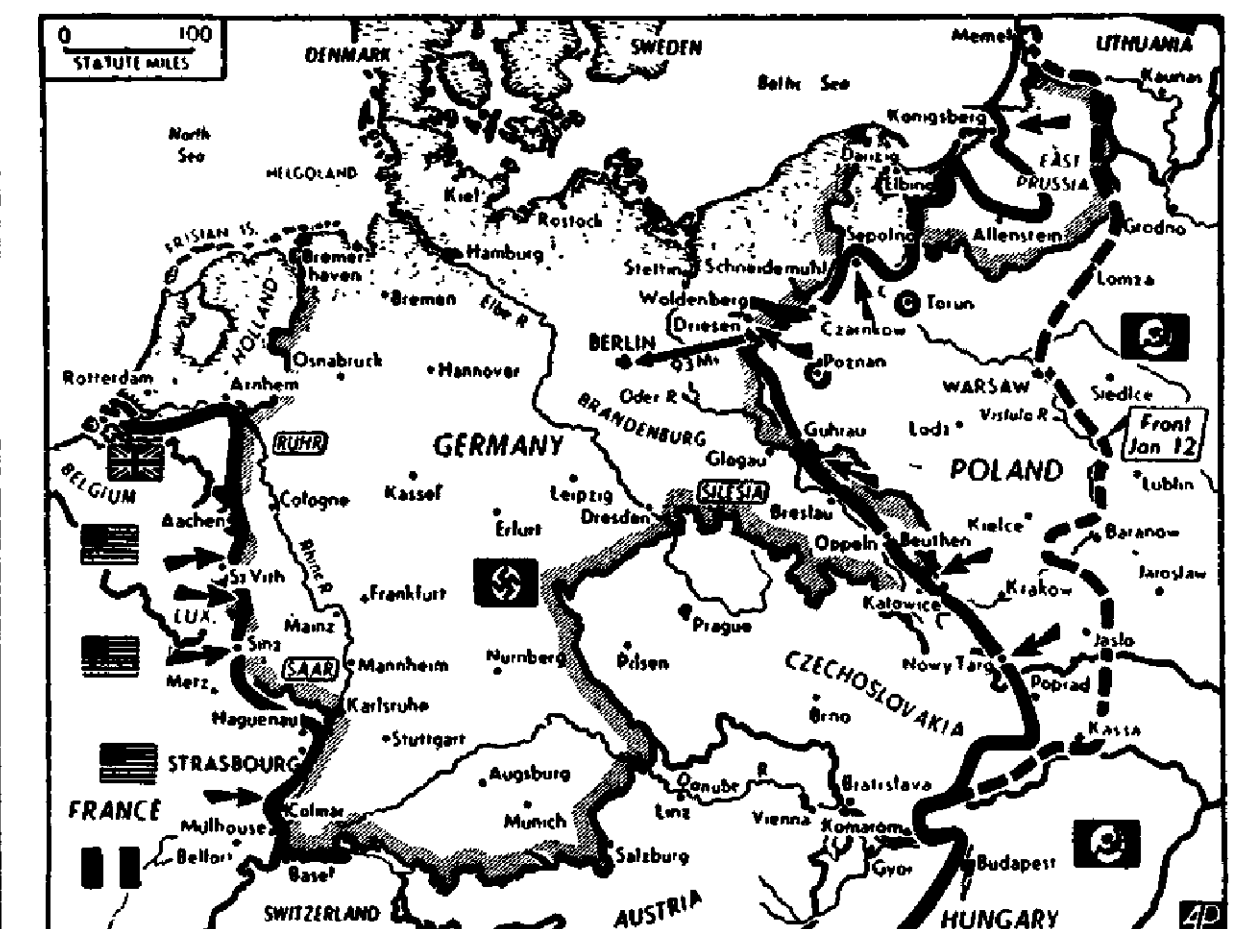 0 100
STATUTE MILES
DENMARK
SWEDEN
Memel
LITHUANIA
Kaunas
North
Sea
Baltic Sea
Konigsberg
HELGOLAND
Kiel
Danzig
Elbing
EAST
PRUSSIA
Rostock
FRISIAN IS.
Hamburg
Bremer-
haven
Sepolno
Allenstein
Grodno
Stettin
Schneidemuhl
Lomza
Bremen
Elbe R
Woldenberg
Torun
HOLLAND
Driesen
Czarnkow
BERLIN
93 Mi
Poznan
Osnabruck
Hannover
Rotterdam
Arnhem
WARSAW
Siedlce
Oder R
Vistula R
BRANDENBURG
Front
Jan 12
RUHR
GERMANY
Guhrau
Lodz
Glogau
POLAND
Lublin
BELGIUM
Cologne
Kassel
Leipzig
SILESIA
Aachen
Erfurt
Dresden
Breslau
Kielce
Oppeln
Beuthen
Baranow
Rhine R
St Vith
Frankfurt
Jaroslaw
Krakow
LUX.
Mainz
Prague
Katowice
Sinz
SAAR
Mannheim
Nurnberg
Pilsen
Jaslo
Nowy Targ
Metz
Karlsruhe
CZECHOSLOVAKIA
Poprad
Haguenau
Brno
Kassa
Stuttgart
STRASBOURG
Augsburg
Danube R
Bratislava
FRANCE
Colmar
Linz
Vienna
Munich
Komarom
Mulhouse
Belfort
Salzburg
Gyor
Budapest
Basel
SWITZERLAND
AUSTRIA
HUNGARY
AP